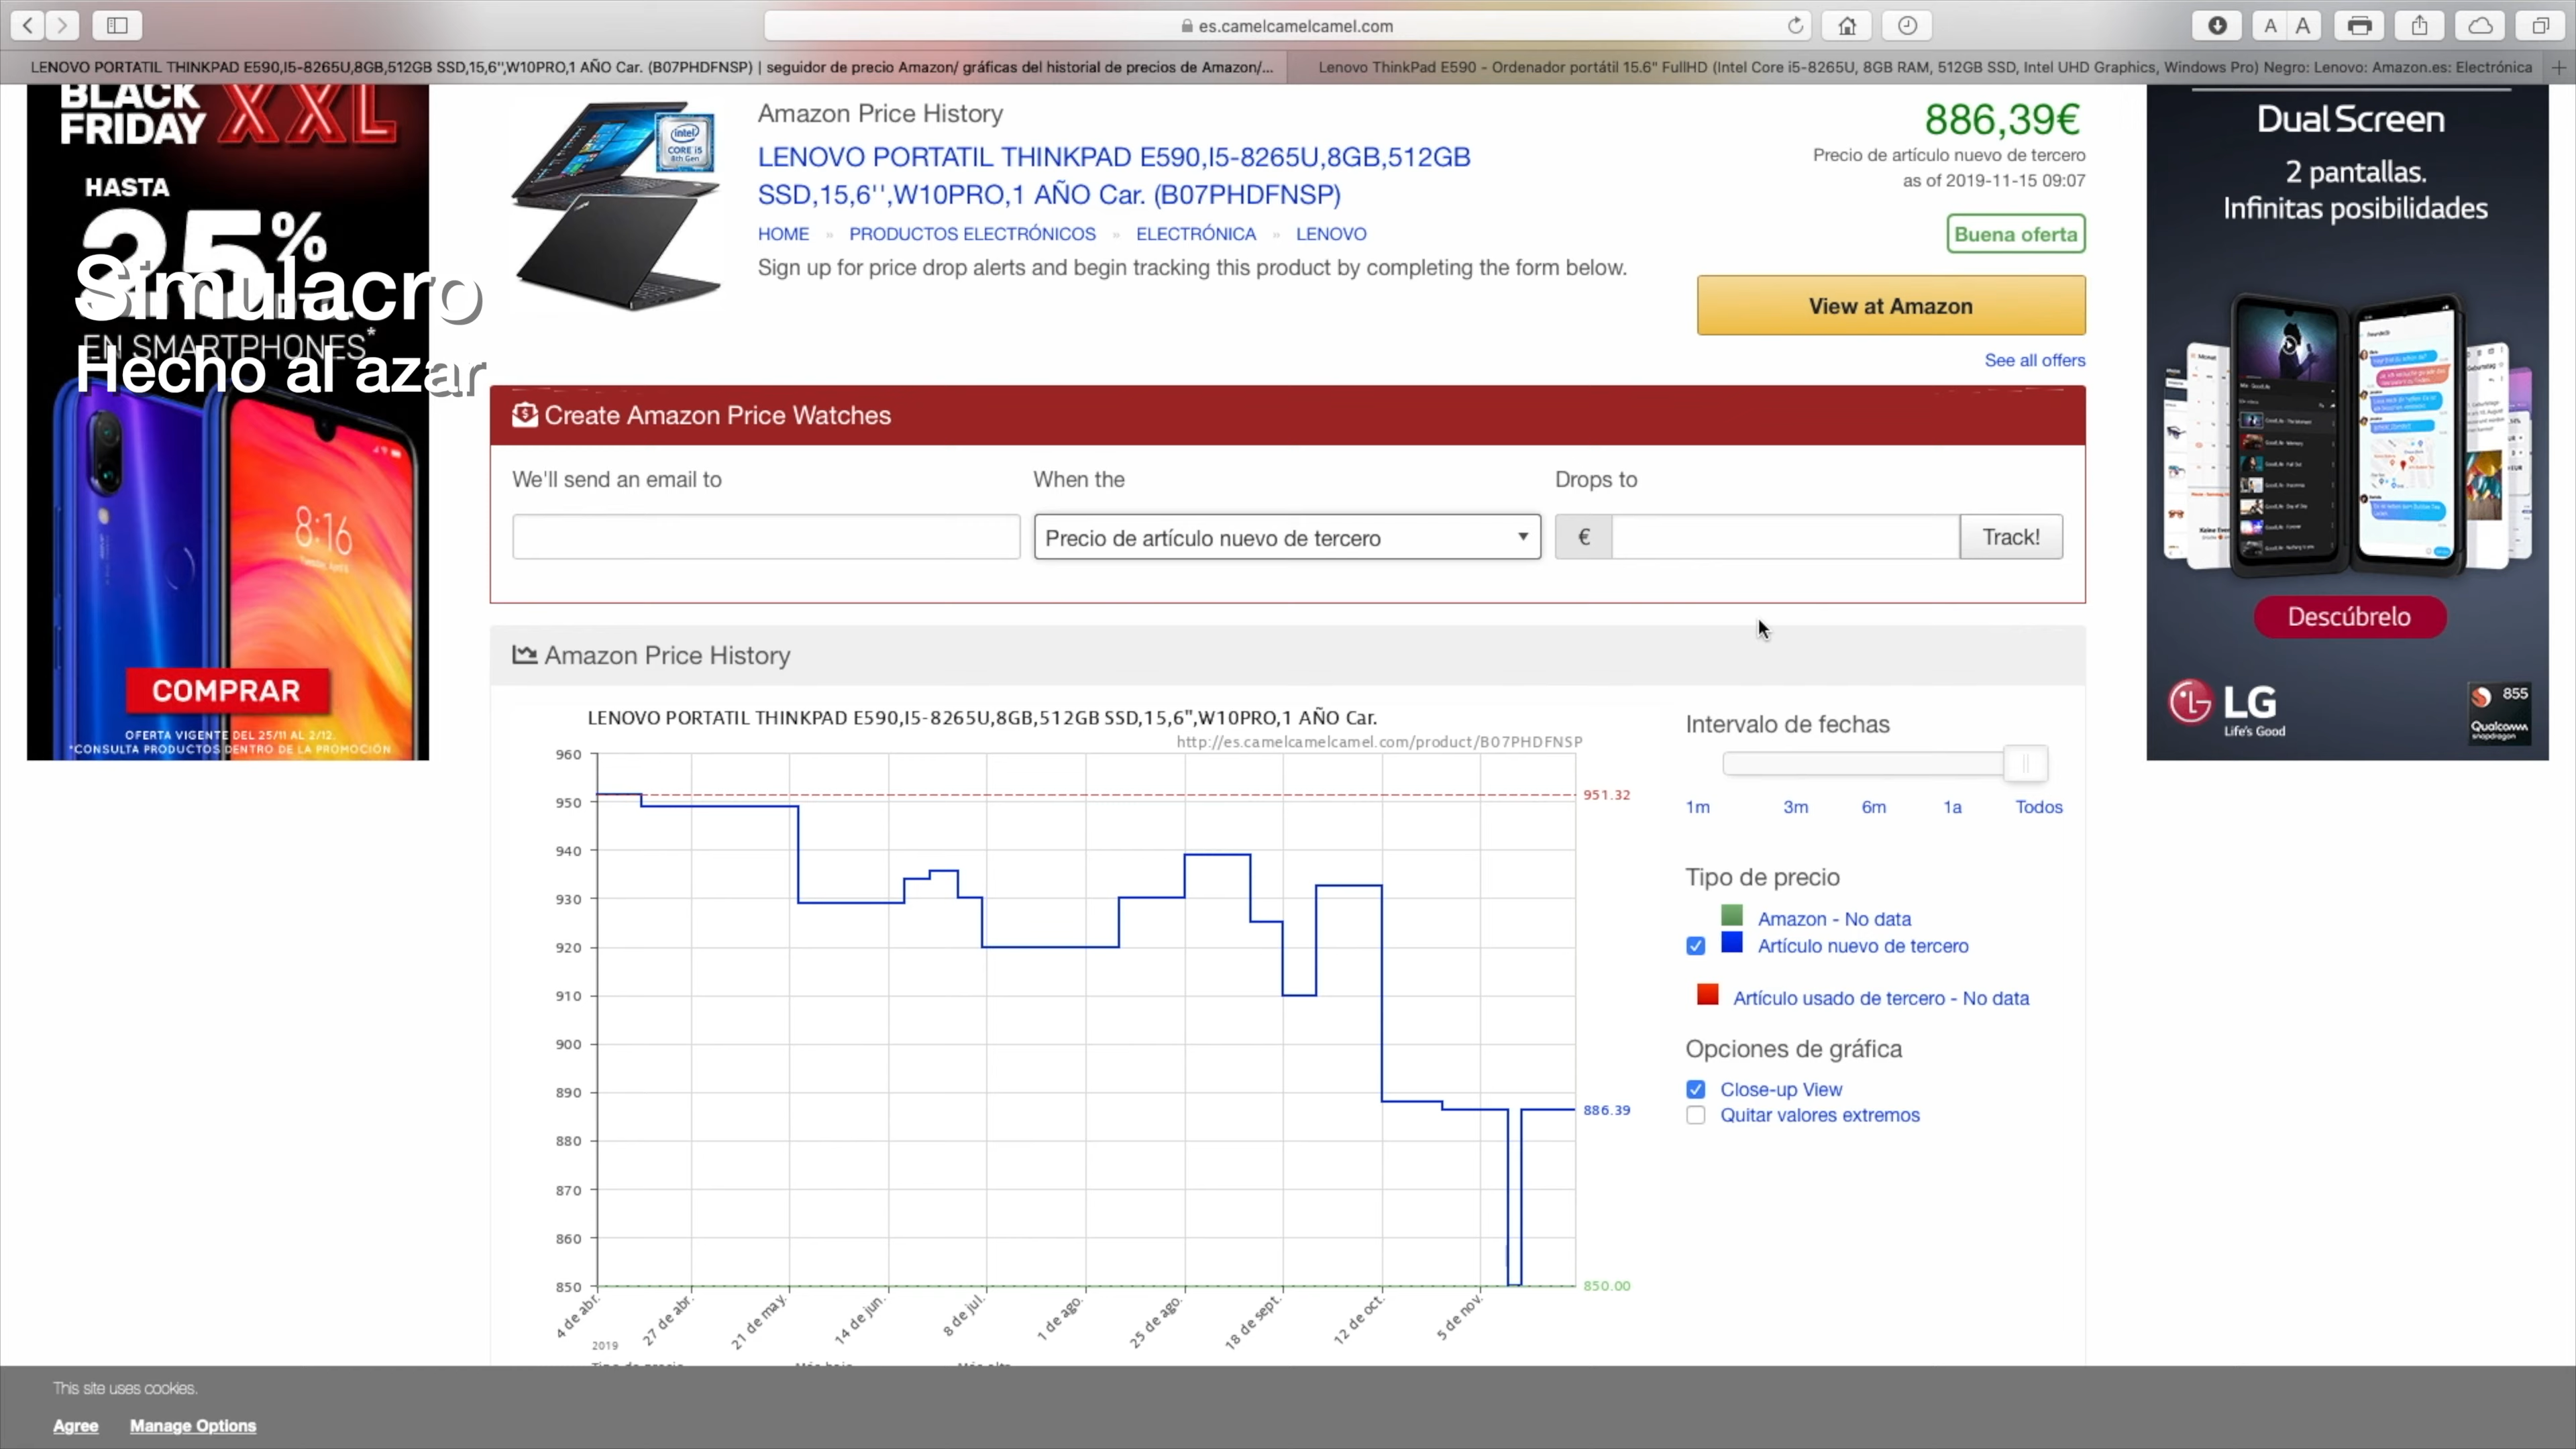 es.camelcamelcamel.com
A A
LENOVO PORTATIL THINKPAD E590,I5-8265U,8GB,512GB SSD,15,6'',W10PRO,1 AÑO Car. (B07PHDFNSP) | seguidor de precio Amazon/ gráficas del historial de precios de Amazon/...
Lenovo ThinkPad E590 - Ordenador portátil 15.6" FullHD (Intel Core i5-8265U, 8GB RAM, 512GB SSD, Intel UHD Graphics, Windows Pro) Negro: Lenovo: Amazon.es: Electrónica
BLACK
FRIDAY XXL
HASTA
%
Simulacro
EN SMARTPHONES*
Hecho al azar
8:16
COMPRAR
OFERTA VIGENTE DEL 25/11 AL 2/12.
*CONSULTA PRODUCTOS DENTRO DE LA PROMOCIÓN
intel
CORE i5
8th Gen
Amazon Price History
LENOVO PORTATIL THINKPAD E590,I5-8265U,8GB,512GB
SSD,15,6'',W10PRO,1 AÑO Car. (B07PHDFNSP)
HOME » PRODUCTOS ELECTRÓNICOS » ELECTRÓNICA » LENOVO
Sign up for price drop alerts and begin tracking this product by completing the form below.
886,39€
Precio de artículo nuevo de tercero
as of 2019-11-15 09:07
Buena oferta
View at Amazon
See all offers
Create Amazon Price Watches
We'll send an email to
When the
Drops to
Precio de artículo nuevo de tercero
€
Track!
Amazon Price History
LENOVO PORTATIL THINKPAD E590,I5-8265U,8GB,512GB SSD,15,6",W10PRO,1 AÑO Car.
http://es.camelcamelcamel.com/product/B07PHDFNSP
960
950
940
930
920
910
900
890
880
870
860
850
951.32
886.39
850.00
4 de abr.
27 de abr.
21 de may.
14 de jun.
8 de jul.
1 de ago.
25 de ago.
18 de sept.
12 de oct.
5 de nov.
2019
Intervalo de fechas
1m 3m 6m 1a Todos
Tipo de precio
Amazon - No data
Artículo nuevo de tercero
Artículo usado de tercero - No data
Opciones de gráfica
Close-up View
Quitar valores extremos
Dual Screen
2 pantallas.
Infinitas posibilidades
Descúbrelo
LG
Life's Good
855
Qualcomm
snapdragon
This site uses cookies.
Agree Manage Options